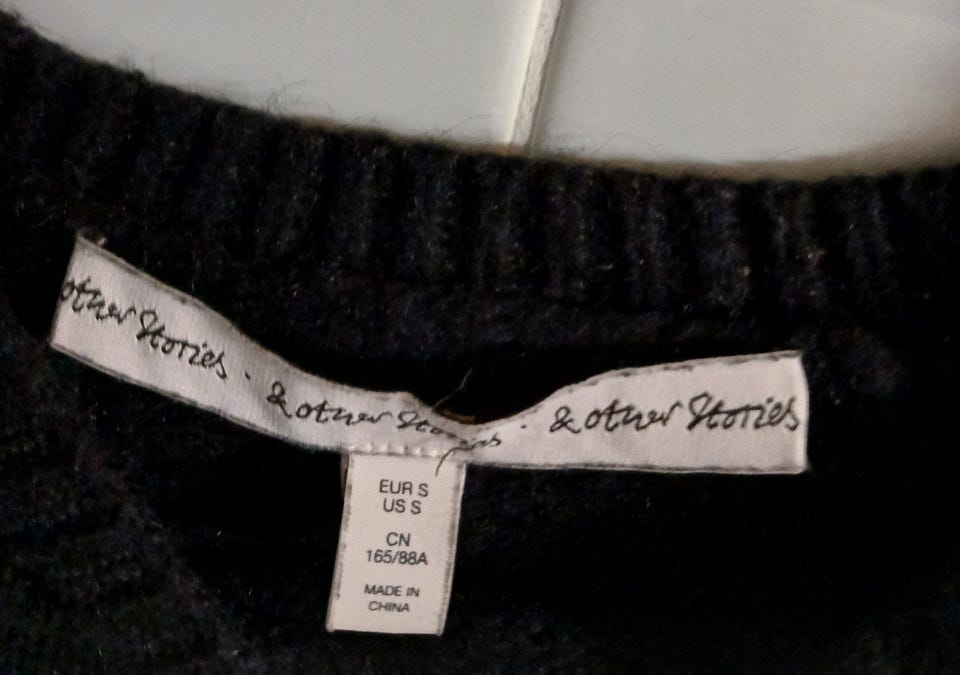 other Stories . & other Stories . & other Stories
EUR S
US S
CN
165/88A
MADE IN
CHINA